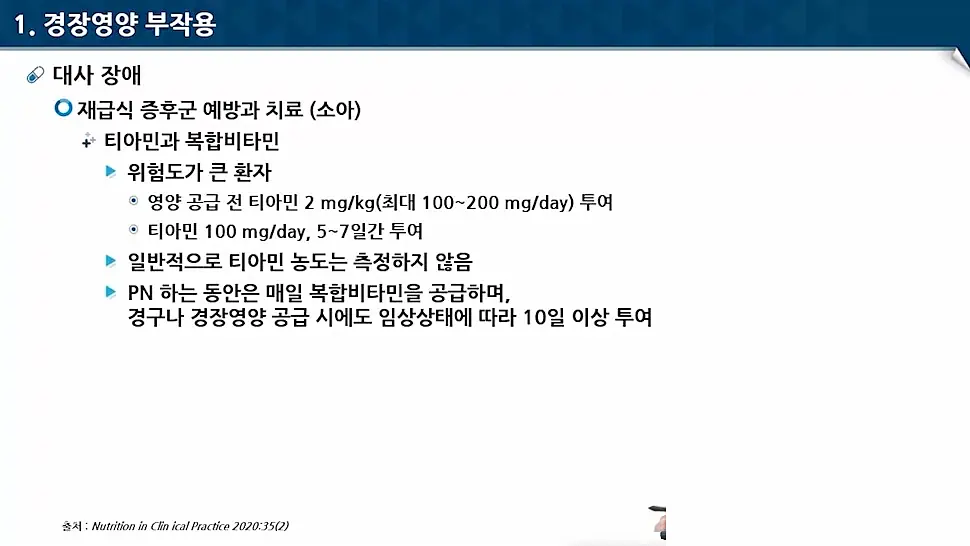 1. 경장영양 부작용
대사 장애
재급식 증후군 예방과 치료 (소아)
티아민과 복합비타민
위험도가 큰 환자
영양 공급 전 티아민 2 mg/kg(최대 100~200 mg/day) 투여
티아민 100 mg/day, 5~7일간 투여
일반적으로 티아민 농도는 측정하지 않음
PN 하는 동안은 매일 복합비타민을 공급하며,
경구나 경장영양 공급 시에도 임상상태에 따라 10일 이상 투여
출처 : Nutrition in Clin ical Practice 2020:35(2)